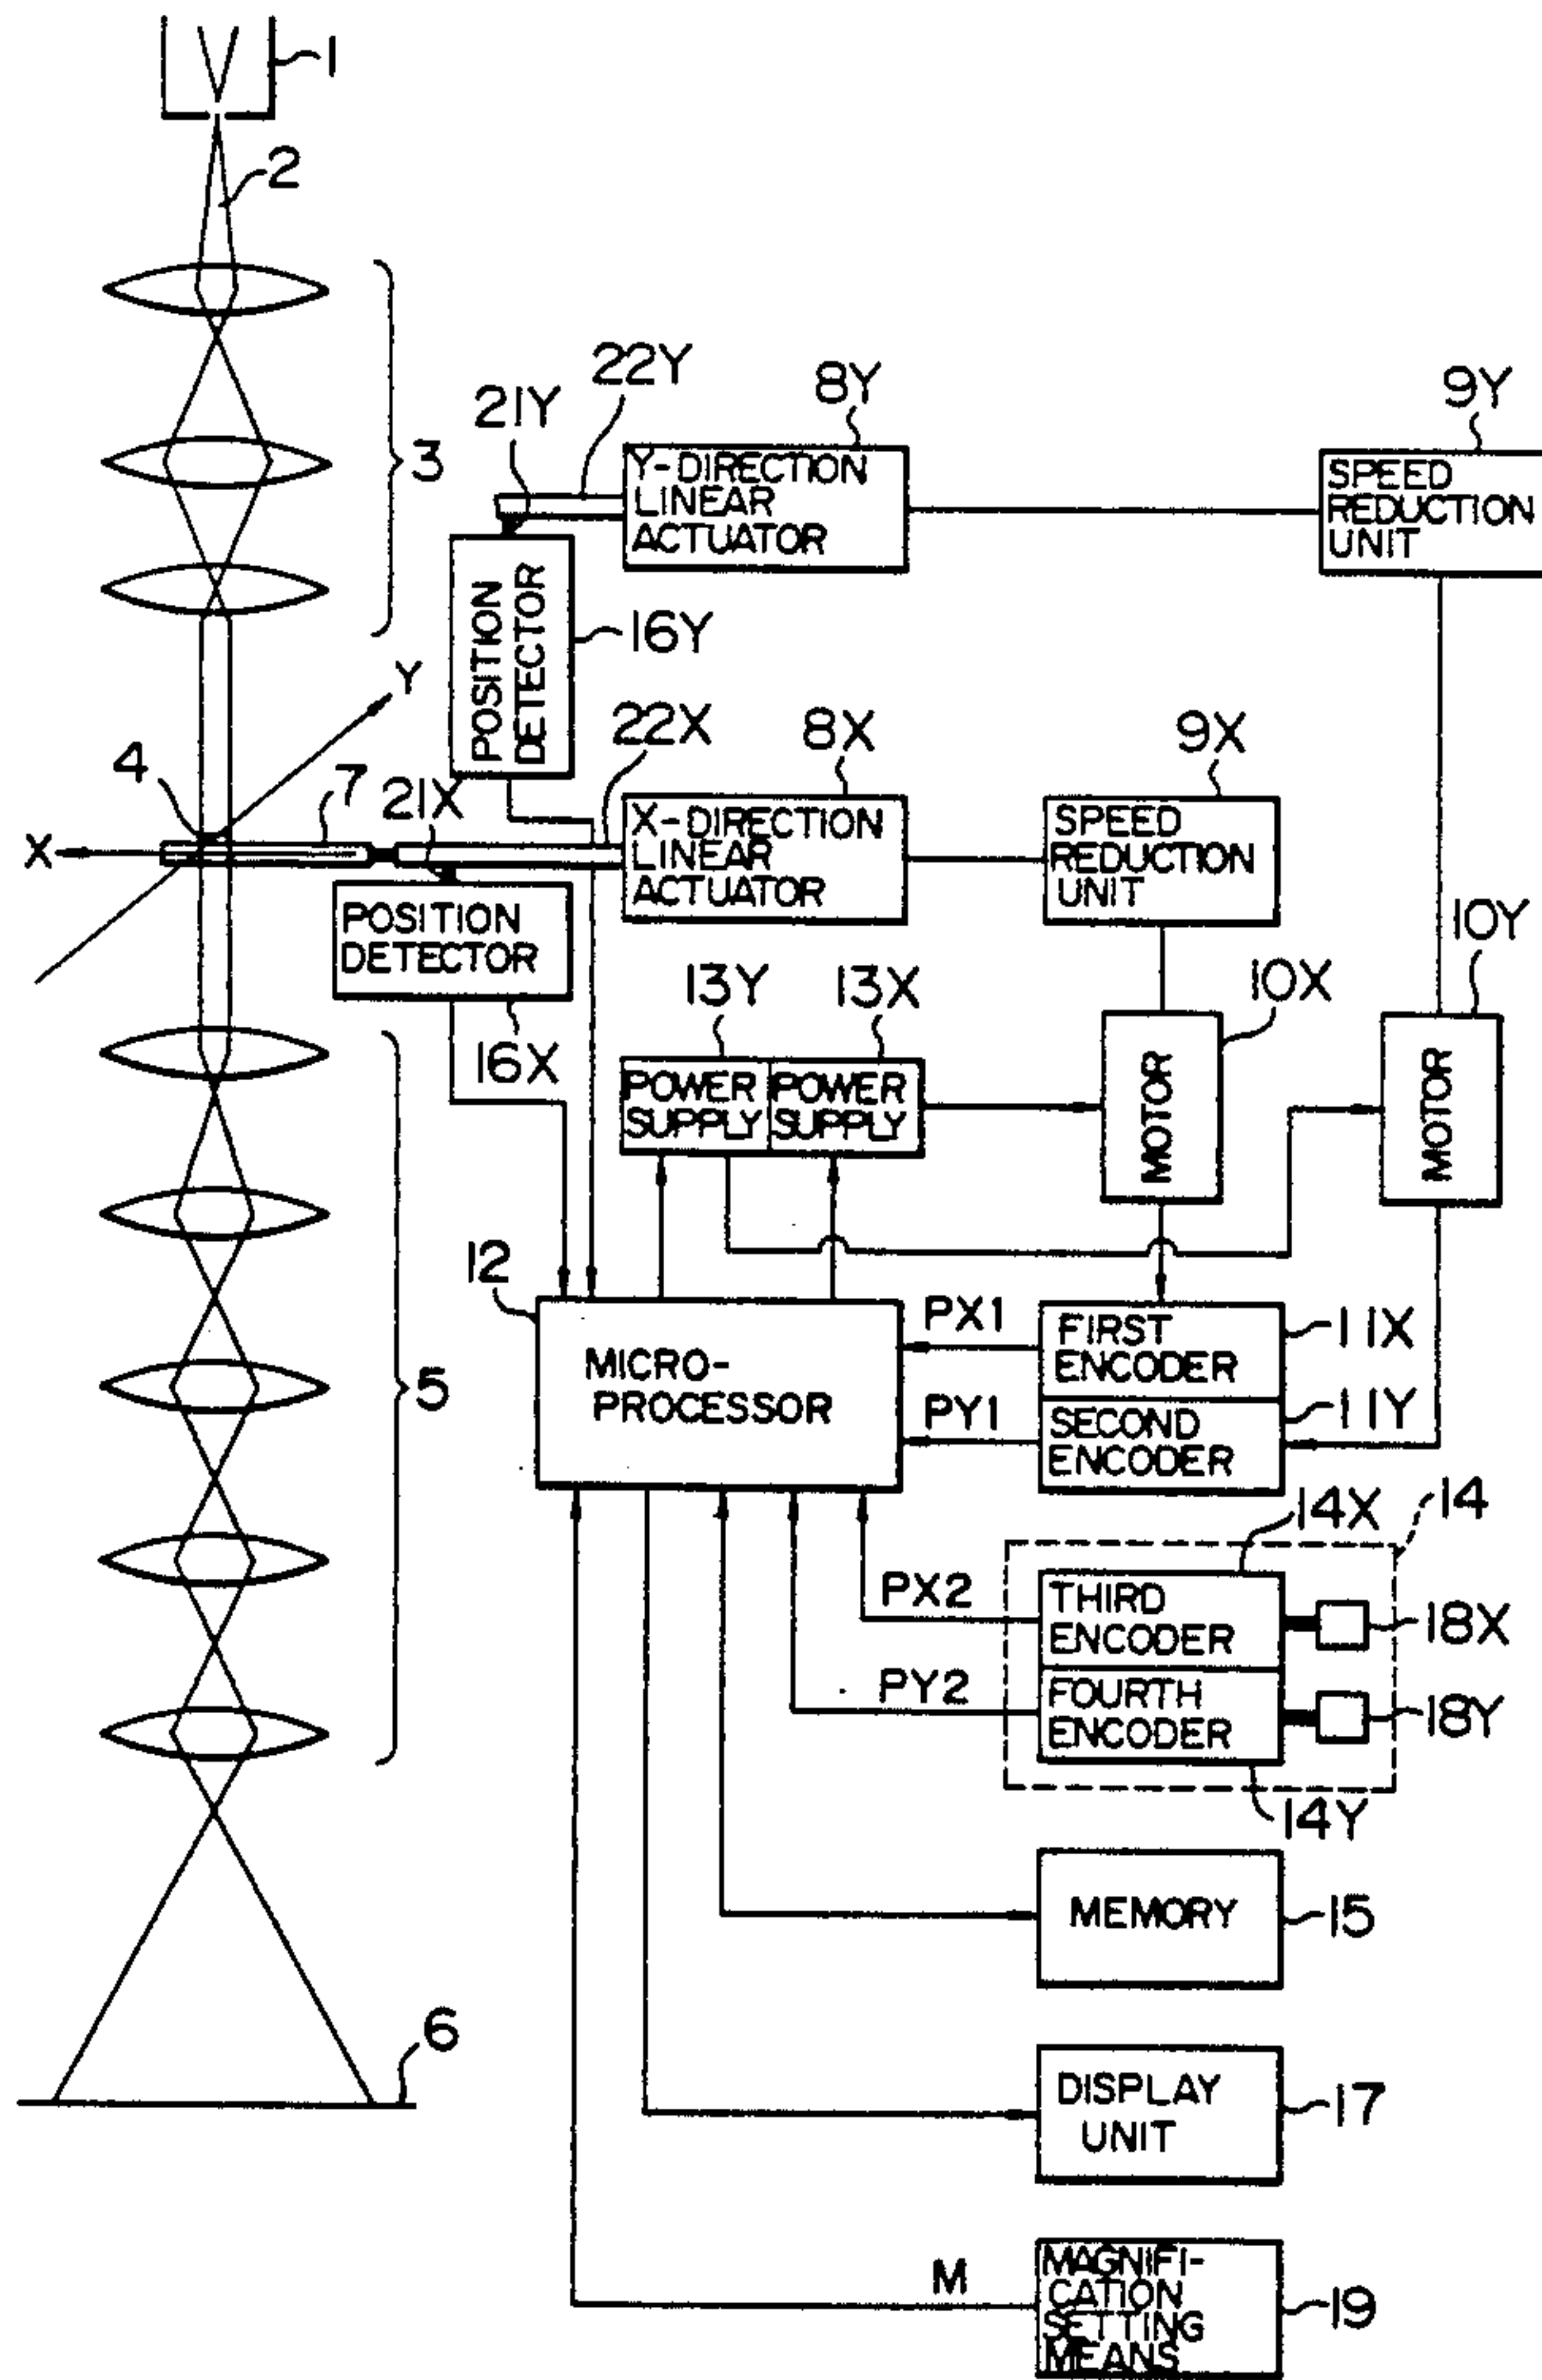 1
2
3
22Y
8Y
9Y
21Y
Y-DIRECTION
LINEAR
ACTUATOR
SPEED
REDUCTION
UNIT
POSITION
DETECTOR
16Y
Y
22X
8X
9X
4
7
21X
X
X-DIRECTION
LINEAR
ACTUATOR
SPEED
REDUCTION
UNIT
POSITION
DETECTOR
16X
13Y
13X
10X
10Y
POWER
SUPPLY
POWER
SUPPLY
MOTOR
MOTOR
12
MICRO-
PROCESSOR
PX1
FIRST
ENCODER
11X
5
PY1
SECOND
ENCODER
11Y
14X
14
PX2
THIRD
ENCODER
18X
PY2
FOURTH
ENCODER
18Y
14Y
MEMORY
15
6
DISPLAY
UNIT
17
M
MAGNIFI-
CATION
SETTING
MEANS
19